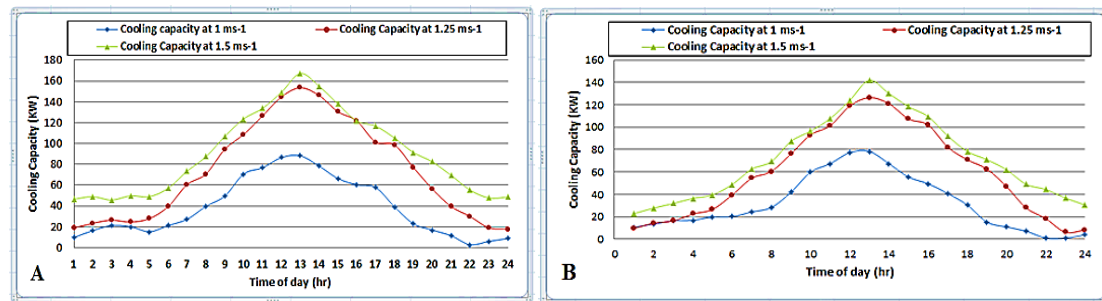 Cooling capacity at 1 ms-1
Cooling Capacity at 1.25 ms-1
Cooling Capacity at 1.5 ms-1
180
160
140
120
100
80
60
40
20
0
Cooling Capacity (KW)
1 2 3 4 5 6 7 8 9 10 11 12 13 14 15 16 17 18 19 20 21 22 23 24
Time of day (hr)
A
Cooling Capacity at 1 ms-1
Cooling Capacity at 1.25 ms-1
Cooling Capacity at 1.5 ms-1
160
140
120
100
80
60
40
20
0
Cooling Capacity (KW)
0 2 4 6 8 10 12 14 16 18 20 22 24
Time of day (hr)
B